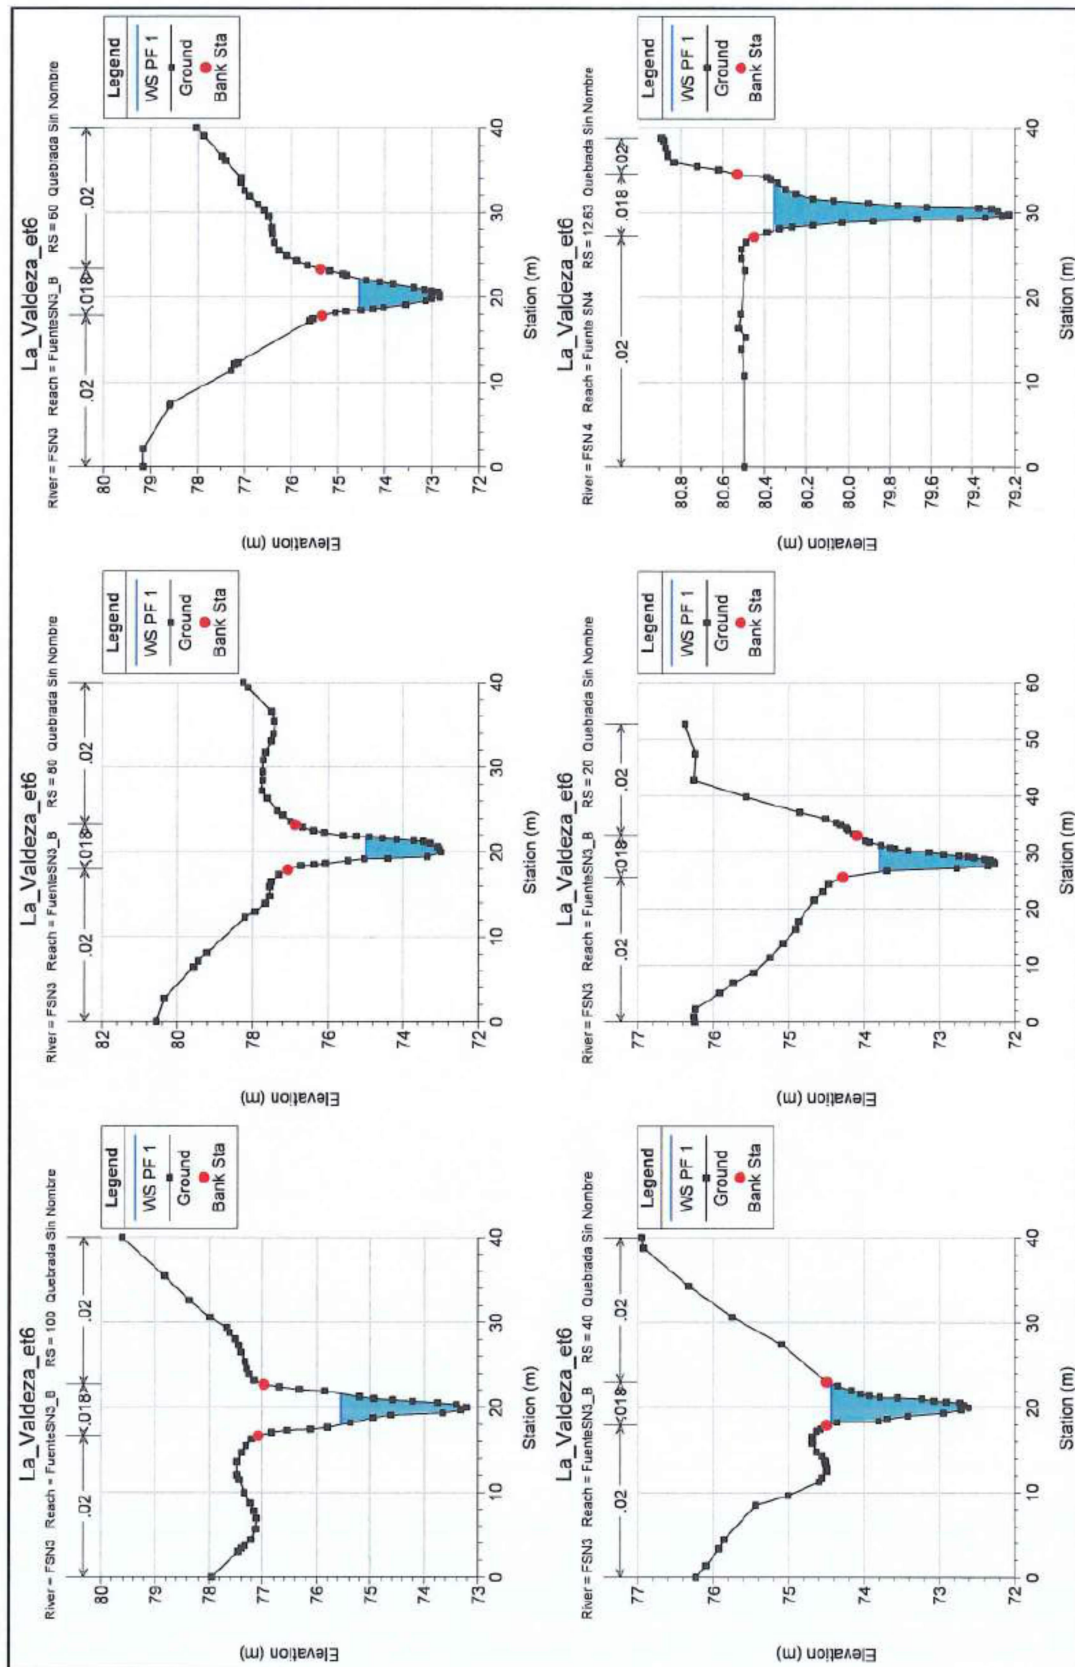 La_Valdeza_et6
River = FSN3 Reach = FuenteSN3_B RS = 100 Quebrada Sin Nombre
.02 .018 .02
Legend
WS PF 1
Ground
Bank Sta
Elevation (m)
80
79
78
77
76
75
74
73
0 10 20 30 40
Station (m)
La_Valdeza_et6
River = FSN3 Reach = FuenteSN3_B RS = 80 Quebrada Sin Nombre
.02 .018 .02
Legend
WS PF 1
Ground
Bank Sta
Elevation (m)
82
80
78
76
74
72
0 10 20 30 40
Station (m)
La_Valdeza_et6
River = FSN3 Reach = FuenteSN3_B RS = 60 Quebrada Sin Nombre
.02 .018 .02
Legend
WS PF 1
Ground
Bank Sta
Elevation (m)
80
79
78
77
76
75
74
73
72
0 10 20 30 40
Station (m)
La_Valdeza_et6
River = FSN3 Reach = FuenteSN3_B RS = 40 Quebrada Sin Nombre
.02 .018 .02
Legend
WS PF 1
Ground
Bank Sta
Elevation (m)
77
76
75
74
73
72
0 10 20 30 40
Station (m)
La_Valdeza_et6
River = FSN3 Reach = FuenteSN3_B RS = 20 Quebrada Sin Nombre
.02 .018 .02
Legend
WS PF 1
Ground
Bank Sta
Elevation (m)
77
76
75
74
73
72
0 10 20 30 40 50 60
Station (m)
La_Valdeza_et6
River = FSN4 Reach = Fuente SN4 RS = 12.63 Quebrada Sin Nombre
.02 .018 .02
Legend
WS PF 1
Ground
Bank Sta
Elevation (m)
80.8
80.6
80.4
80.2
80.0
79.8
79.6
79.4
79.2
0 10 20 30 40
Station (m)